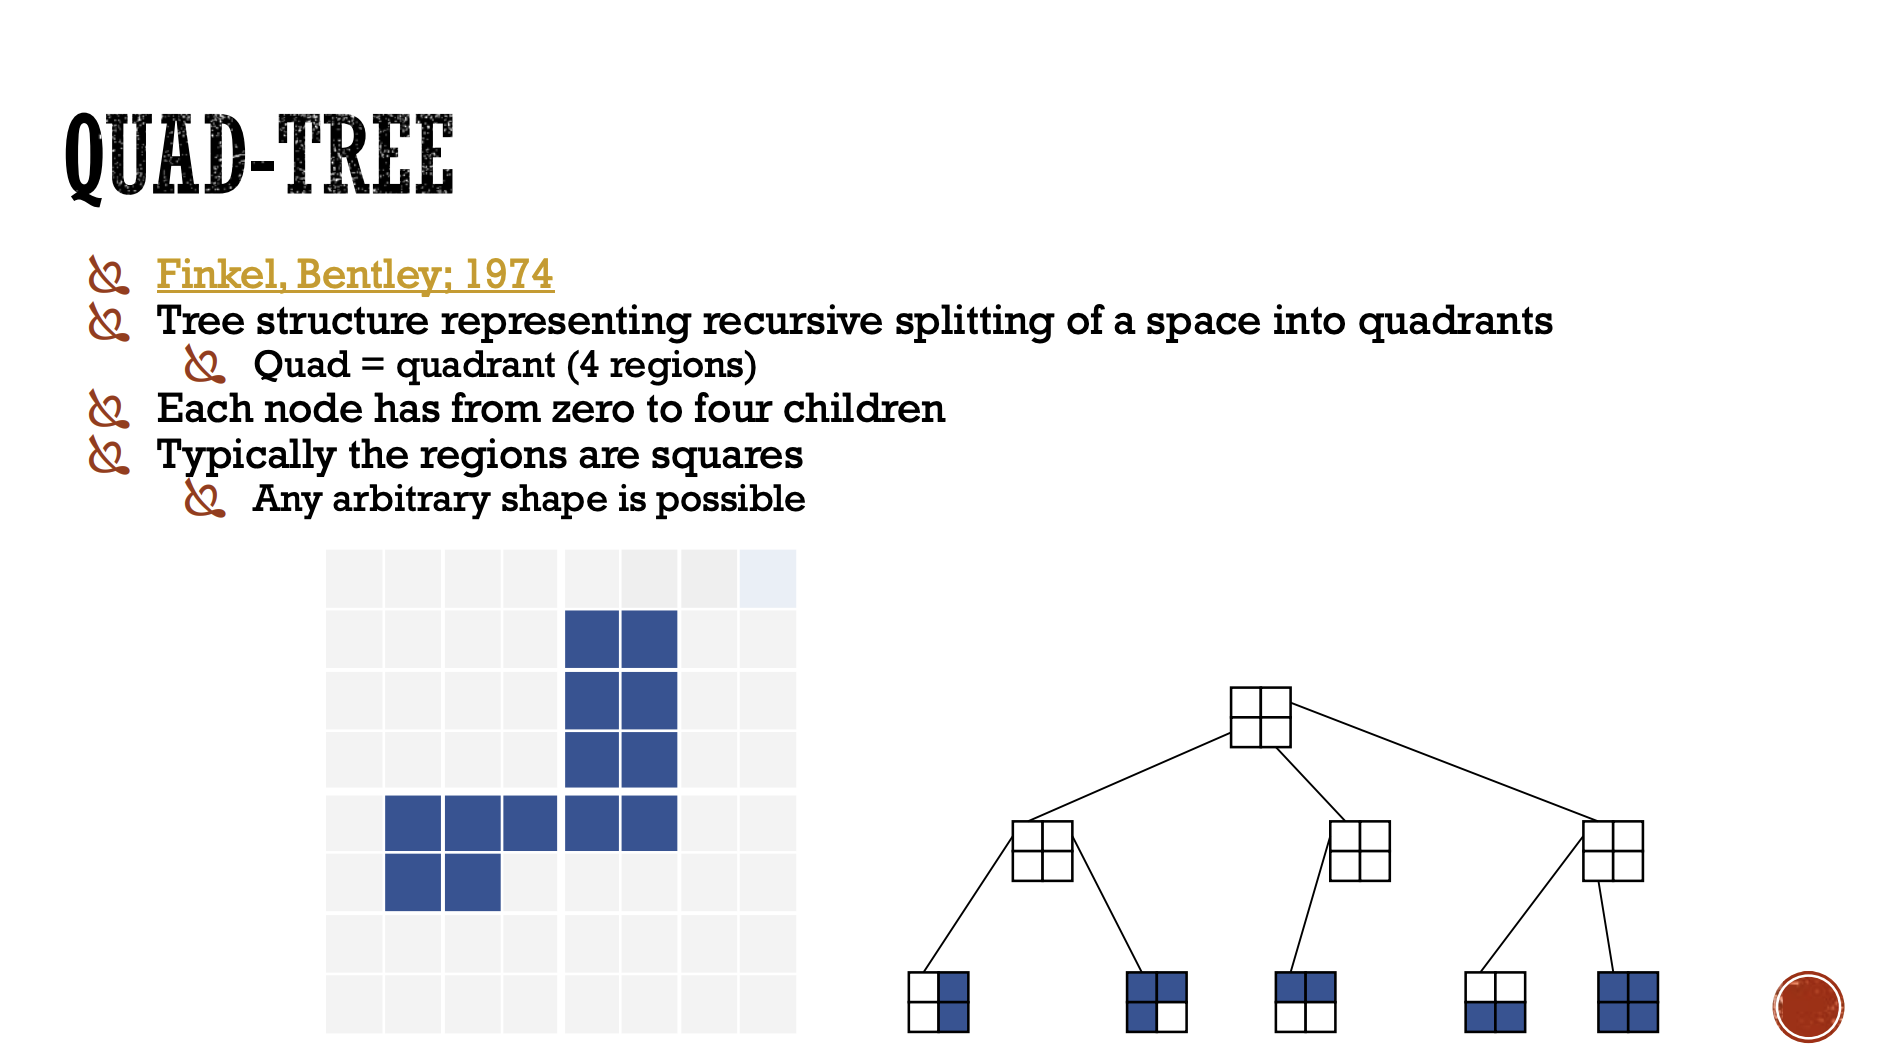 QUAD-TREE
Finkel, Bentley; 1974
Tree structure representing recursive splitting of a space into quadrants
Quad = quadrant (4 regions)
Each node has from zero to four children
Typically the regions are squares
Any arbitrary shape is possible